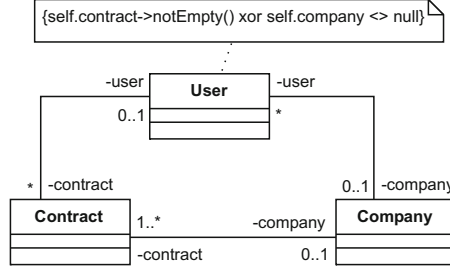 {self.contract->notEmpty() xor self.company <> null}
-user
User
-user
0..1
*
* -contract
0..1 -company
Contract
1..*
-company
Company
-contract
0..1